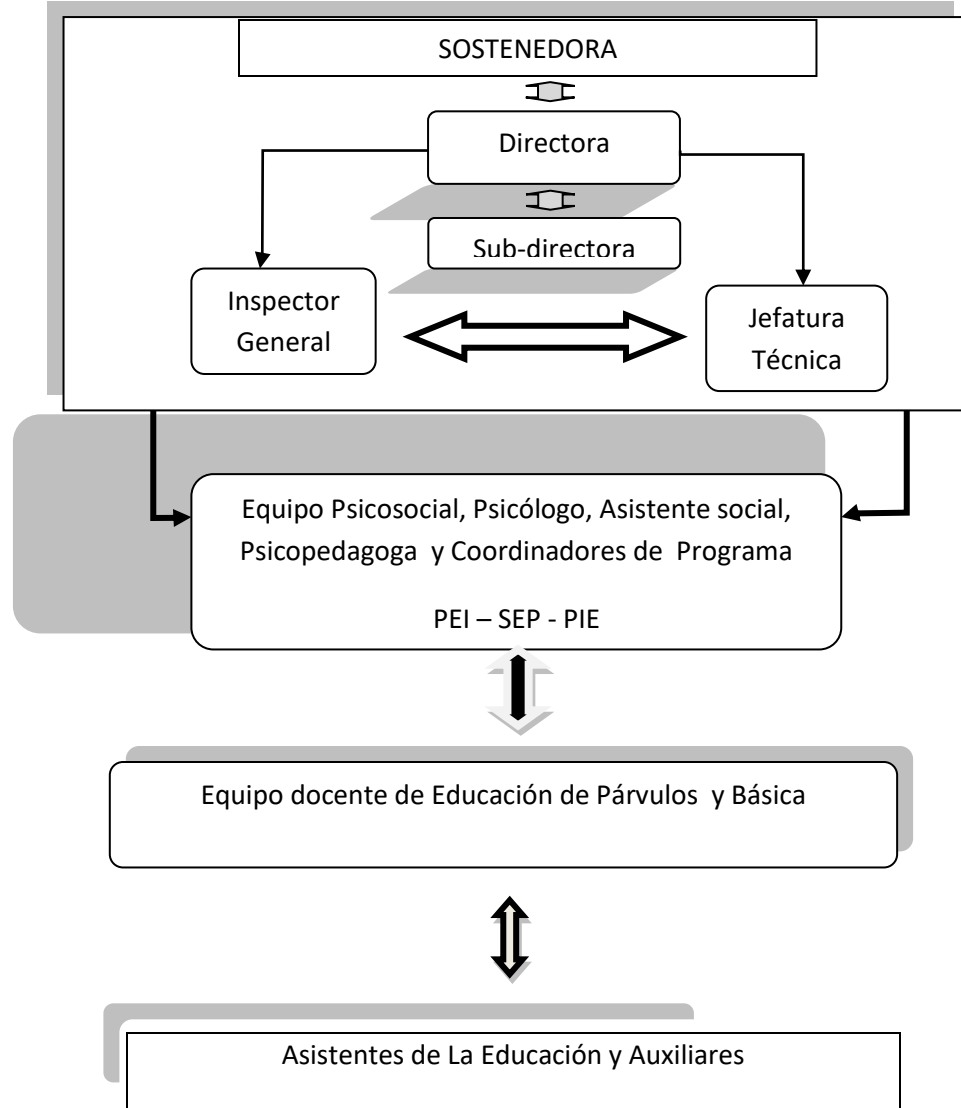 SOSTENEDORA
Directora
Sub-directora
Inspector
General
Jefatura
Técnica
Equipo Psicosocial, Psicólogo, Asistente social,
Psicopedagoga y Coordinadores de Programa
PEI – SEP - PIE
Equipo docente de Educación de Párvulos y Básica
Asistentes de La Educación y Auxiliares